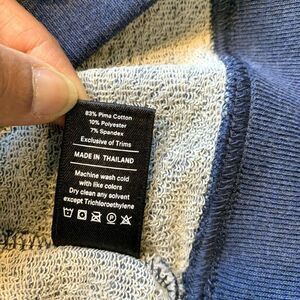 83% Pima Cotton
10% Polyester
7% Spandex
Exclusive of Trims
MADE IN THAILAND
Machine wash cold
with like colors
Dry clean any solvent
except Trichloroethylene